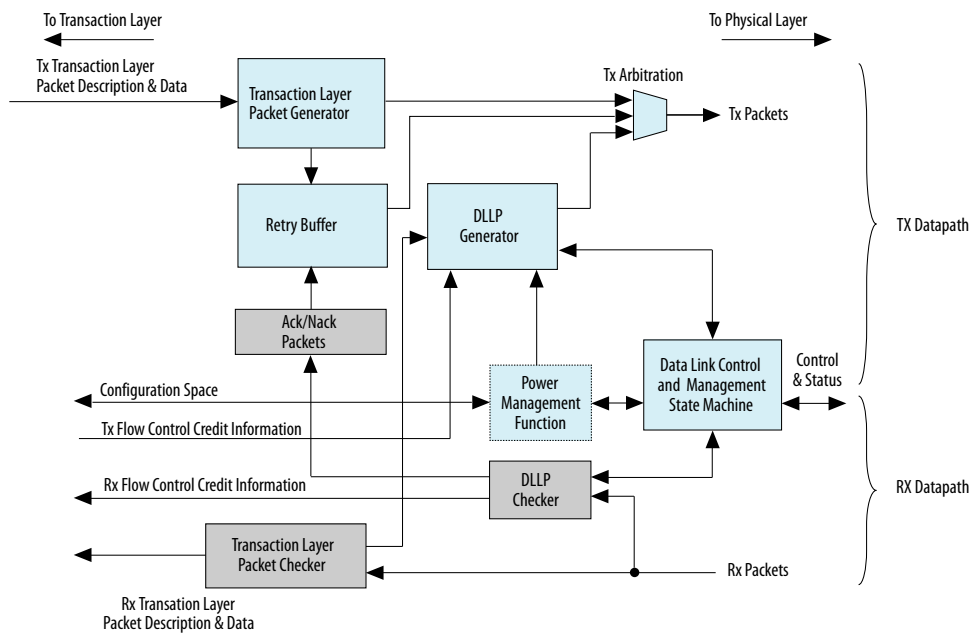 To Transaction Layer
To Physical Layer
Tx Transaction Layer
Packet Description & Data
Transaction Layer
Packet Generator
Tx Arbitration
Tx Packets
Retry Buffer
DLLP
Generator
TX Datapath
Ack/Nack
Packets
Configuration Space
Power
Management
Function
Data Link Control
and Management
State Machine
Control
& Status
Tx Flow Control Credit Information
Rx Flow Control Credit Information
DLLP
Checker
RX Datapath
Transaction Layer
Packet Checker
Rx Packets
Rx Transation Layer
Packet Description & Data